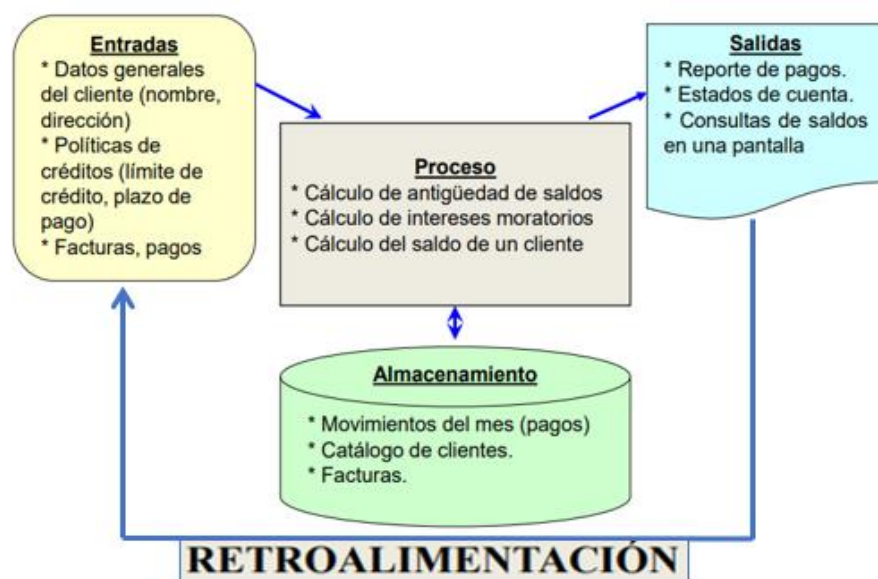 Entradas
* Datos generales
del cliente (nombre,
dirección)
* Políticas de
créditos (límite de
crédito, plazo de
pago)
* Facturas, pagos
Proceso
* Cálculo de antigüedad de saldos
* Cálculo de intereses moratorios
* Cálculo del saldo de un cliente
Salidas
* Reporte de pagos.
* Estados de cuenta.
* Consultas de saldos
en una pantalla
Almacenamiento
* Movimientos del mes (pagos)
* Catálogo de clientes.
* Facturas.
RETROALIMENTACIÓN